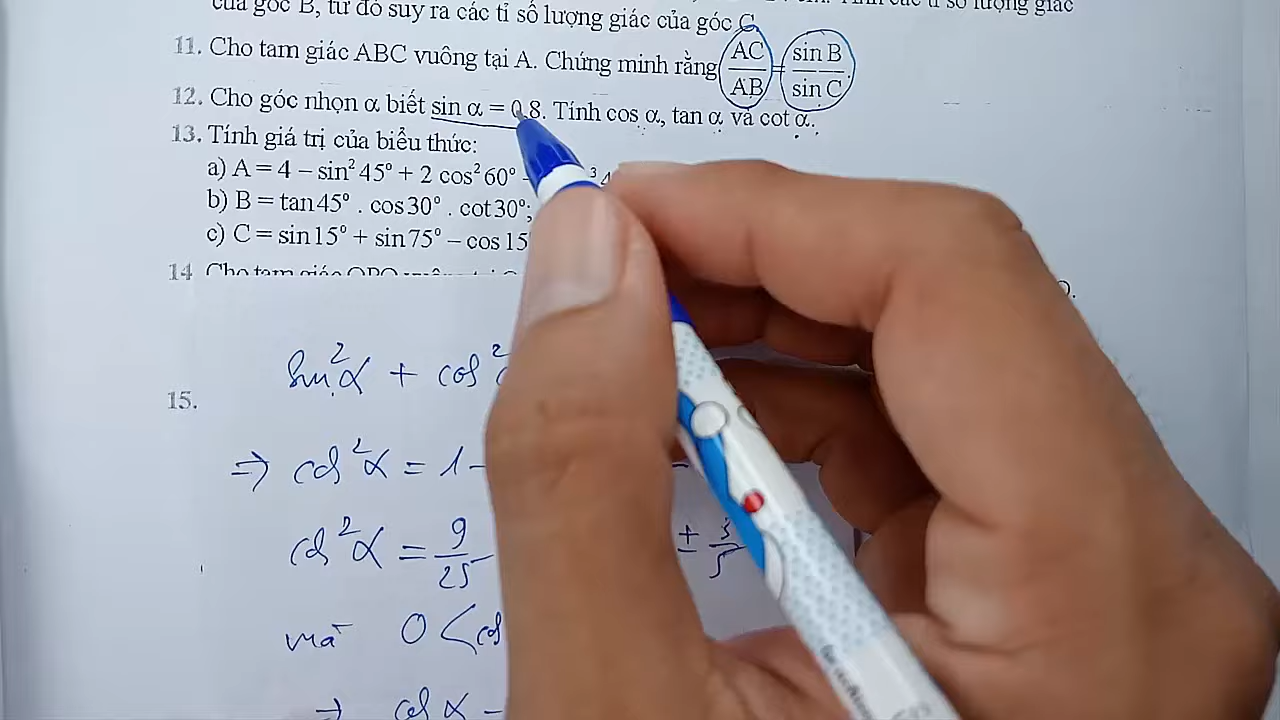 của góc B, từ đó suy ra các tỉ số lượng giác của góc C.
11. Cho tam giác ABC vuông tại A. Chứng minh rằng AC/AB = sin B/sin C.
12. Cho góc nhọn α biết sin α = 0,8. Tính cos α, tan α và cot α.
13. Tính giá trị của biểu thức:
a) A = 4 – sin² 45° + 2 cos² 60°
b) B = tan 45° . cos 30° . cot 30°;
c) C = sin 15° + sin 75° – cos 15
14
sin²α + cos²
15.
⇒ cos²α = 1 -
cos²α = 9/25 ± 3/5
mà 0 < cos
⇒ cos α